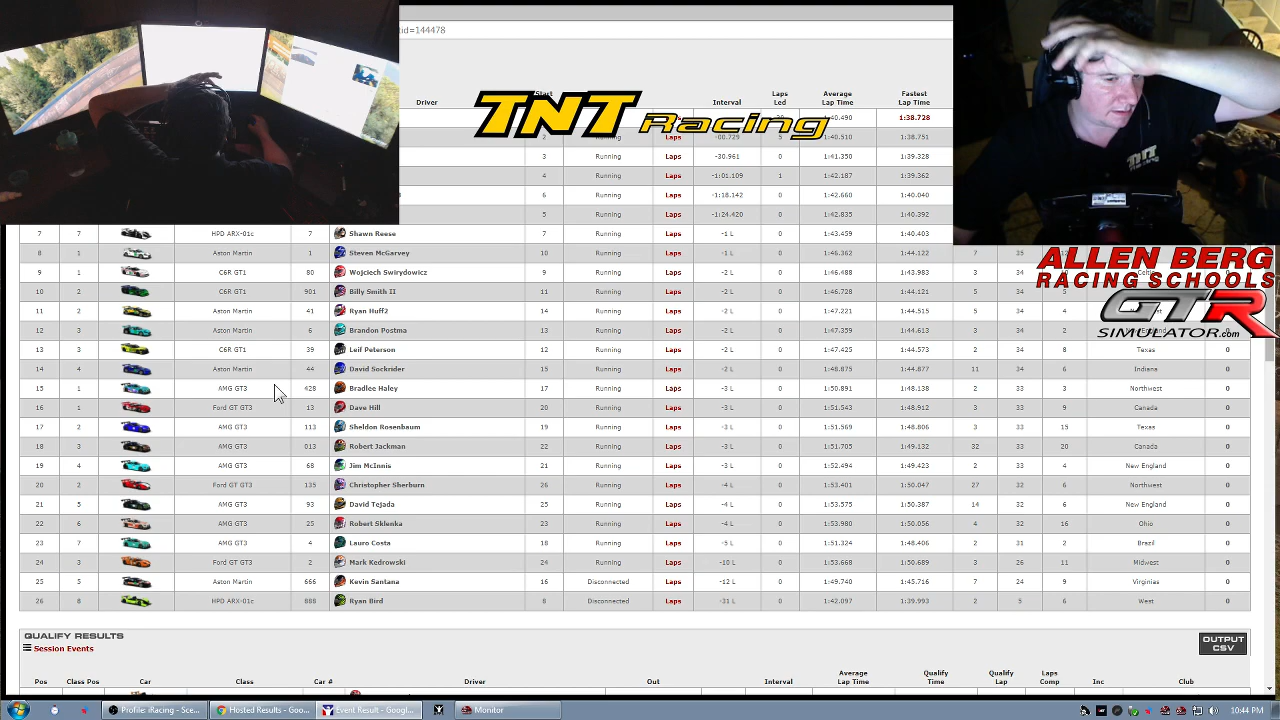 tid=144478
TNT Racing
Driver Start Interval Laps Led Average Lap Time Fastest Lap Time
:40.490 1:38.728
2 Running Laps -00.729 5 1:40.510 1:38.751
3 Running Laps -30.961 0 1:41.350 1:39.328
4 Running Laps -1:01.109 1 1:42.187 1:39.362
6 Running Laps -1:18.142 0 1:42.660 1:40.040
5 Running Laps -1:24.420 0 1:42.835 1:40.392
7 7 HPD ARX-01c 7 Shawn Reese 7 Running Laps -1 L 0 1:43.459 1:40.403
8 1 Aston Martin 1 Steven McGarvey 10 Running Laps -1 L 0 1:46.362 1:44.122 7 35
9 1 C6R GT1 80 Wojciech Swirydowicz 9 Running Laps -2 L 0 1:46.488 1:43.983 3 34 Celtic
10 2 C6R GT1 901 Billy Smith II 11 Running Laps -2 L 0 1:46.728 1:44.121 5 34
11 2 Aston Martin 41 Ryan Huff2 14 Running Laps -2 L 0 1:47.221 1:44.515 5 34
12 3 Aston Martin 6 Brandon Postma 13 Running Laps -2 L 0 1:47.359 1:44.613 3 34 2
13 3 C6R GT1 39 Leif Peterson 12 Running Laps -2 L 0 1:47.425 1:44.573 2 34 8 Texas 0
14 4 Aston Martin 44 David Sockrider 15 Running Laps -2 L 0 1:48.875 1:44.877 11 34 6 Indiana 0
15 1 AMG GT3 428 Bradlee Haley 17 Running Laps -3 L 0 1:50.891 1:48.138 2 33 3 Northwest 0
16 1 Ford GT GT3 13 Dave Hill 20 Running Laps -3 L 0 1:51.543 1:48.912 3 33 9 Canada 0
17 2 AMG GT3 113 Sheldon Rosenbaum 19 Running Laps -3 L 0 1:51.569 1:48.806 3 33 15 Texas 0
18 3 AMG GT3 013 Robert Jackman 22 Running Laps -3 L 0 1:51.751 1:49.132 32 33 20 Canada 0
19 4 AMG GT3 68 Jim McInnis 21 Running Laps -3 L 0 1:52.494 1:49.423 2 33 4 New England 0
20 2 Ford GT GT3 135 Christopher Sherburn 26 Running Laps -4 L 0 1:53.401 1:50.047 27 32 6 Northwest 0
21 5 AMG GT3 93 David Tejada 25 Running Laps -4 L 0 1:53.575 1:50.387 14 32 6 New England 0
22 6 AMG GT3 25 Robert Sklenka 23 Running Laps -4 L 0 1:53.980 1:50.056 4 32 16 Ohio 0
23 7 AMG GT3 4 Lauro Costa 18 Running Laps -5 L 0 1:51.324 1:48.406 2 31 2 Brazil 0
24 3 Ford GT GT3 2 Mark Kedrowski 24 Running Laps -10 L 0 1:53.668 1:50.689 3 26 11 Midwest 0
25 5 Aston Martin 666 Kevin Santana 16 Disconnected Laps -12 L 0 1:49.740 1:45.716 7 24 9 Virginias 0
26 8 HPD ARX-01c 888 Ryan Bird 8 Disconnected Laps -31 L 0 1:42.097 1:39.993 2 5 6 West 0
ALLEN BERG
RACING SCHOOLS
GTR
SIMULATOR.com
QUALIFY RESULTS
Session Events
OUTPUT CSV
Pos Class Pos Car Class Car # Driver Out Interval Average Lap Time Qualify Time Qualify Lap Laps Comp Inc Club
Profile: iRacing - Sce... Hosted Results - Goo... Event Result - Googl... Monitor 10:44 PM